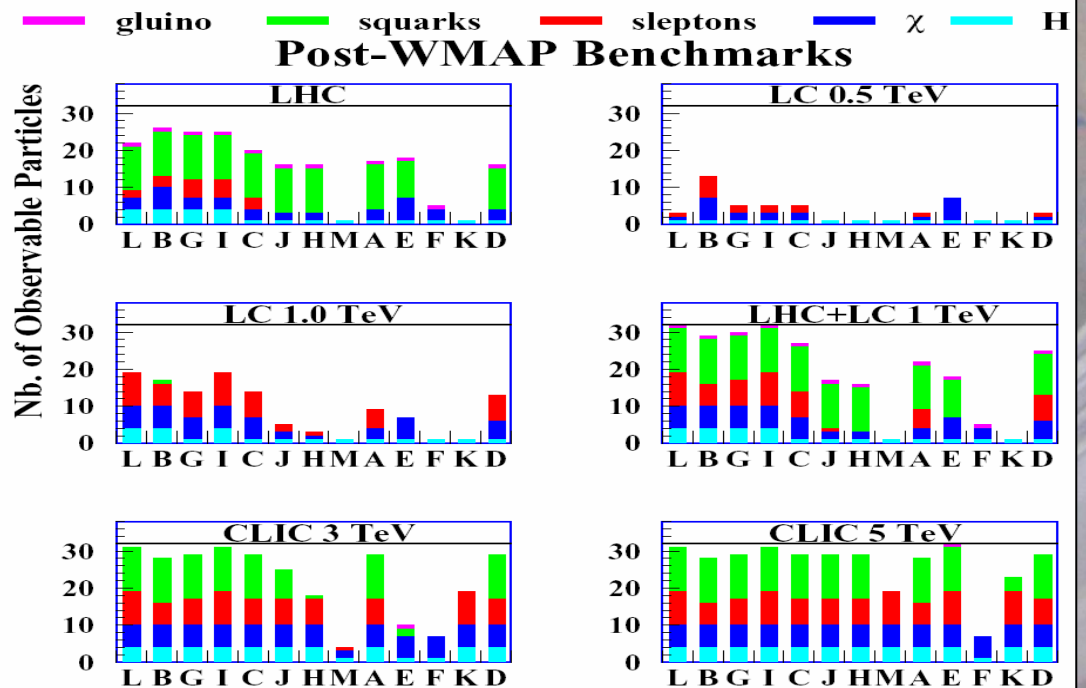 gluino squarks sleptons χ H
Post-WMAP Benchmarks
Nb. of Observable Particles
LHC
30
20
10
0
L B G I C J H M A E F K D
LC 0.5 TeV
30
20
10
0
L B G I C J H M A E F K D
LC 1.0 TeV
30
20
10
0
L B G I C J H M A E F K D
LHC+LC 1 TeV
30
20
10
0
L B G I C J H M A E F K D
CLIC 3 TeV
30
20
10
0
L B G I C J H M A E F K D
CLIC 5 TeV
30
20
10
0
L B G I C J H M A E F K D